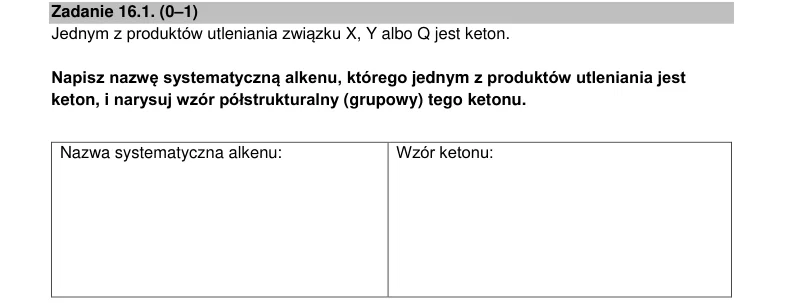 Zadanie 16.1. (0–1)
Jednym z produktów utleniania związku X, Y albo Q jest keton.
Napisz nazwę systematyczną alkenu, którego jednym z produktów utleniania jest
keton, i narysuj wzór półstrukturalny (grupowy) tego ketonu.
Nazwa systematyczna alkenu:
Wzór ketonu: